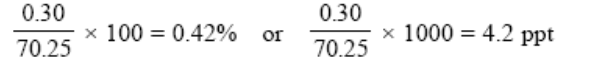 0.30/70.25 × 100 = 0.42% or 0.30/70.25 × 1000 = 4.2 ppt